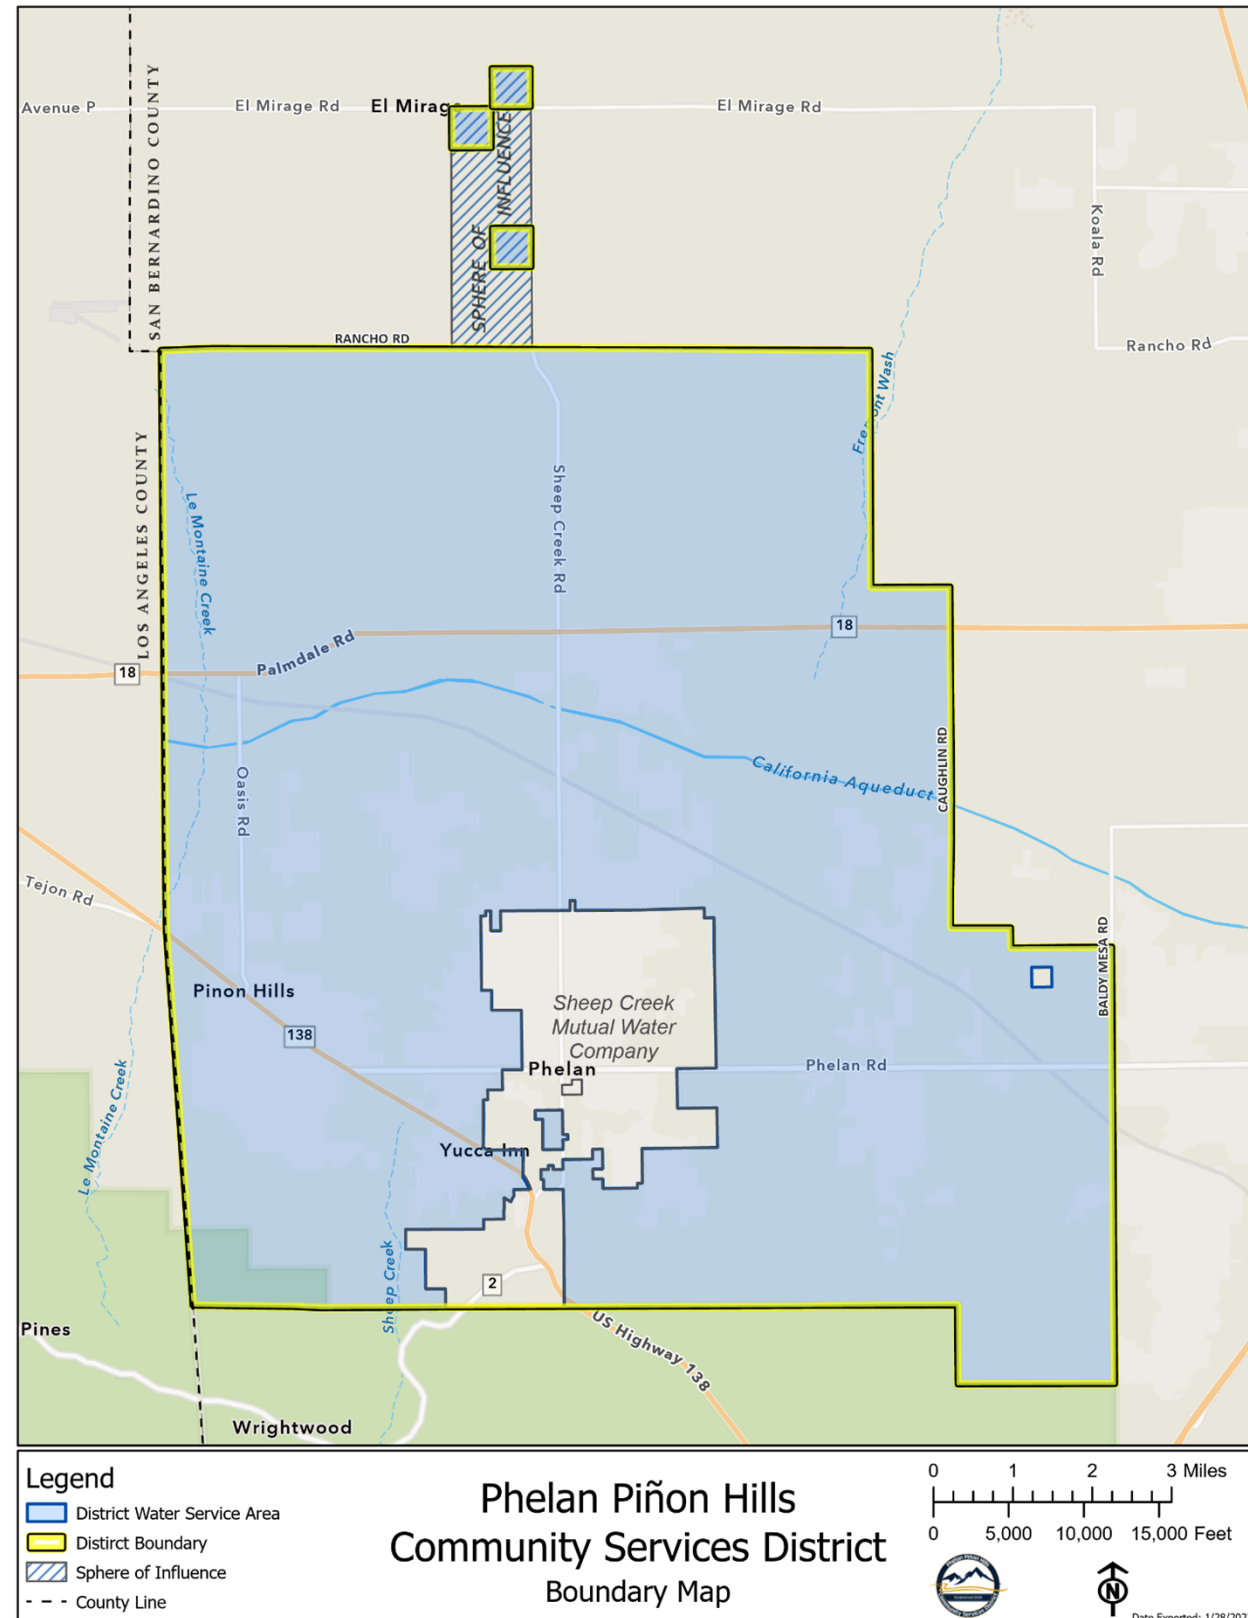 SAN BERNARDINO COUNTY
Avenue P
El Mirage Rd
El Mirage
El Mirage Rd
SPHERE OF INFLUENCE
Koala Rd
RANCHO RD
Rancho Rd
Fremont Wash
LOS ANGELES COUNTY
Le Montaine Creek
Sheep Creek Rd
18
Palmdale Rd
18
Oasis Rd
California Aqueduct
CAUGHLIN RD
Tejon Rd
BALDY MESA RD
Pinon Hills
Sheep Creek
Mutual Water
Company
138
Phelan
Phelan Rd
Le Montaine Creek
Yucca Inn
Sheep Creek
2
US Highway 138
Pines
Wrightwood
Legend
District Water Service Area
District Boundary
Sphere of Influence
County Line
Phelan Piñon Hills
Community Services District
Boundary Map
0 1 2 3 Miles
0 5,000 10,000 15,000 Feet
N